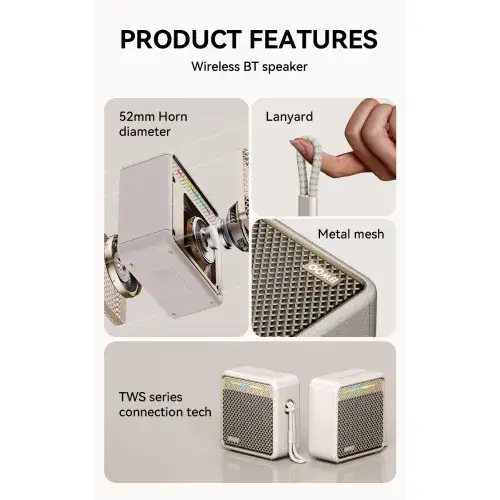 PRODUCT FEATURES
Wireless BT speaker
52mm Horn
diameter
Lanyard
Metal mesh
TWS series
connection tech